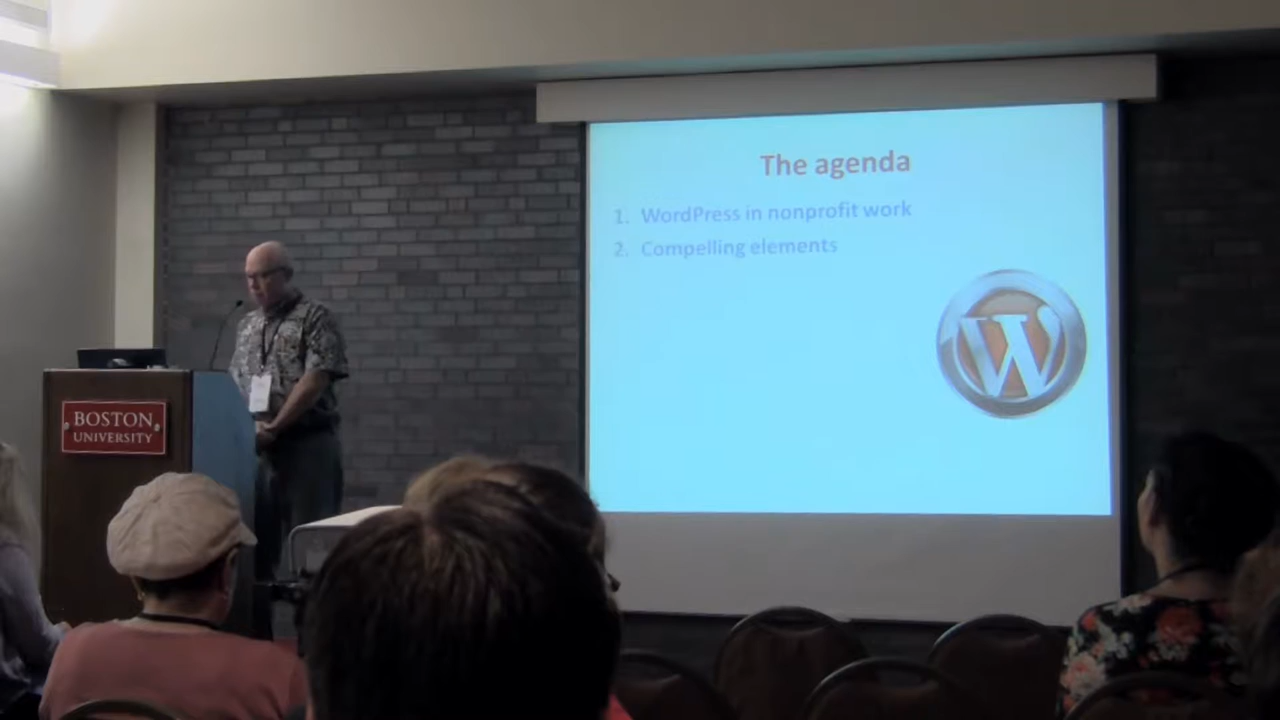 The agenda
1. WordPress in nonprofit work
2. Compelling elements
W
BOSTON
UNIVERSITY